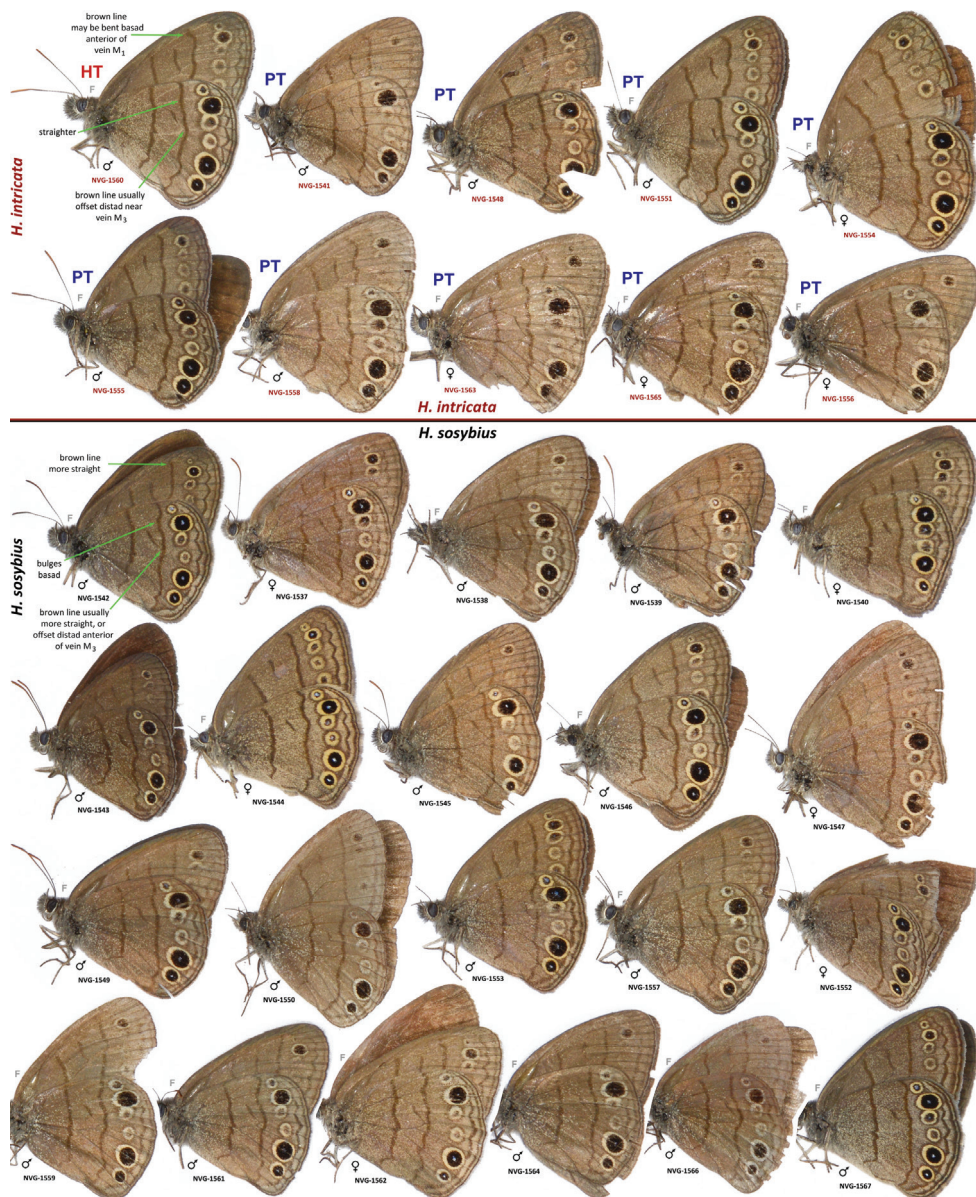 brown line
may be bent basad
anterior of
vein M1
HT
F
straighter
brown line usually
offset distad near
vein M3
♂
NVG-1560
PT
♂
NVG-1541
PT
♂
NVG-1548
PT
F
♂
NVG-1551
PT
F
♀
NVG-1554
H. intricata
PT
F
♂
NVG-1555
PT
♂
NVG-1558
PT
F
♀
NVG-1563
PT
F
♀
NVG-1565
PT
F
♀
NVG-1556
H. intricata
H. sosybius
brown line
more straight
F
bulges
basad
brown line usually
more straight, or
offset distad anterior
of vein M3
♂
NVG-1542
F
♀
NVG-1537
F
♂
NVG-1538
♂
NVG-1539
F
♀
NVG-1540
H. sosybius
♂
NVG-1543
F
♀
NVG-1544
♂
NVG-1545
F
♂
NVG-1546
♀
NVG-1547
F
♂
NVG-1549
♂
NVG-1550
♂
NVG-1553
F
♂
NVG-1557
F
♀
NVG-1552
F
♂
NVG-1559
F
♂
NVG-1561
F
♀
NVG-1562
F
♂
NVG-1564
F
♂
NVG-1566
F
♂
NVG-1567